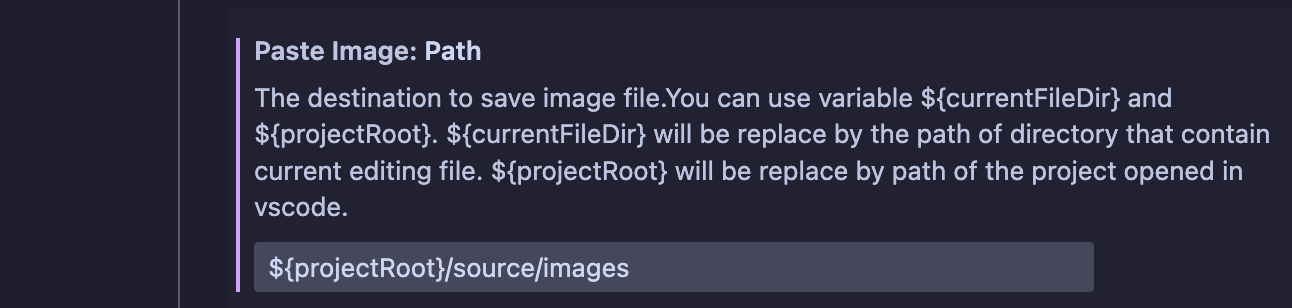 Paste Image: Path
The destination to save image file.You can use variable ${currentFileDir} and
${projectRoot}. ${currentFileDir} will be replace by the path of directory that contain
current editing file. ${projectRoot} will be replace by path of the project opened in
vscode.
${projectRoot}/source/images